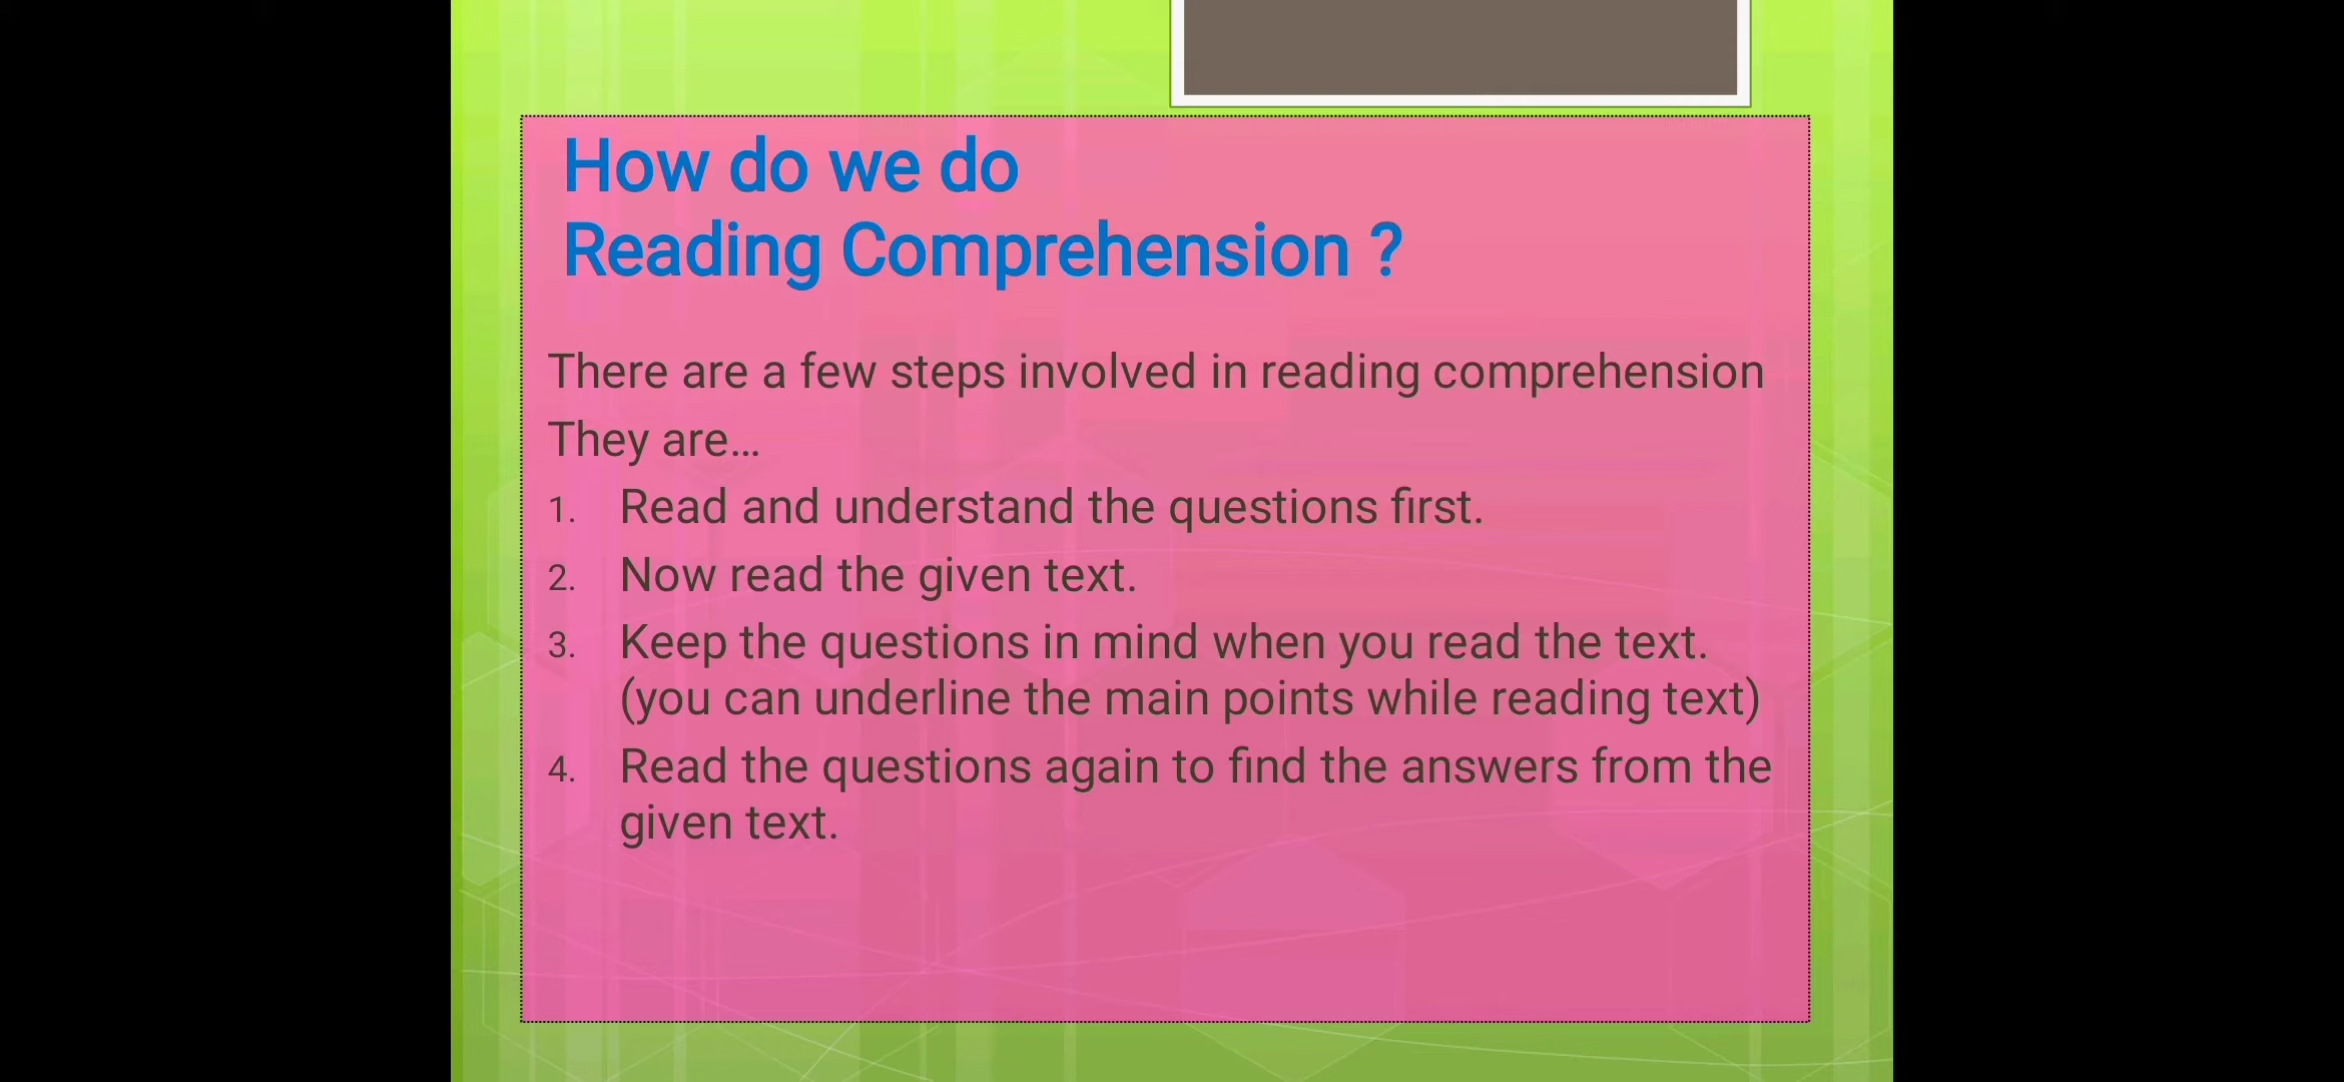 How do we do
Reading Comprehension ?
There are a few steps involved in reading comprehension
They are...
1. Read and understand the questions first.
2. Now read the given text.
3. Keep the questions in mind when you read the text.
(you can underline the main points while reading text)
4. Read the questions again to find the answers from the
given text.